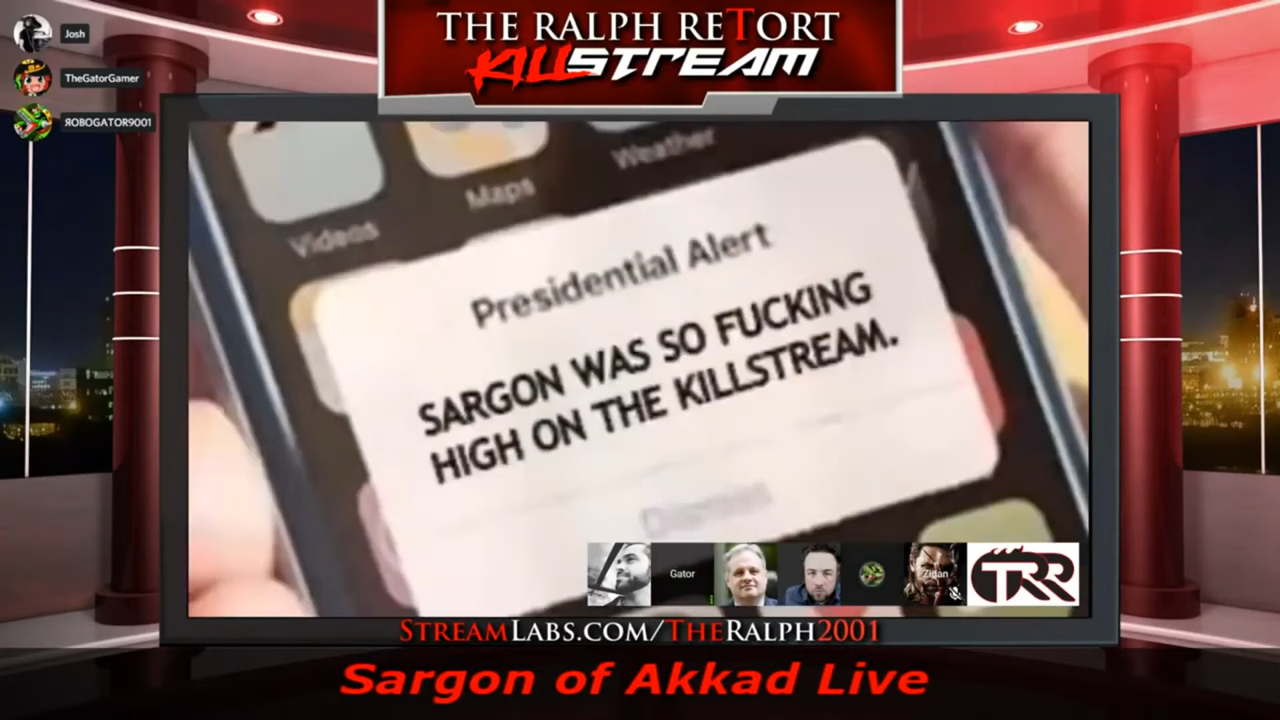 THE RALPH RETORT
KILLSTREAM
Josh
TheGatorGamer
ЯOBOGATOR9001
Weather
Maps
Videos
Presidential Alert
SARGON WAS SO FUCKING
HIGH ON THE KILLSTREAM.
Gator
Zidan
TRR
STREAMLABS.COM/THERALPH2001
Sargon of Akkad Live